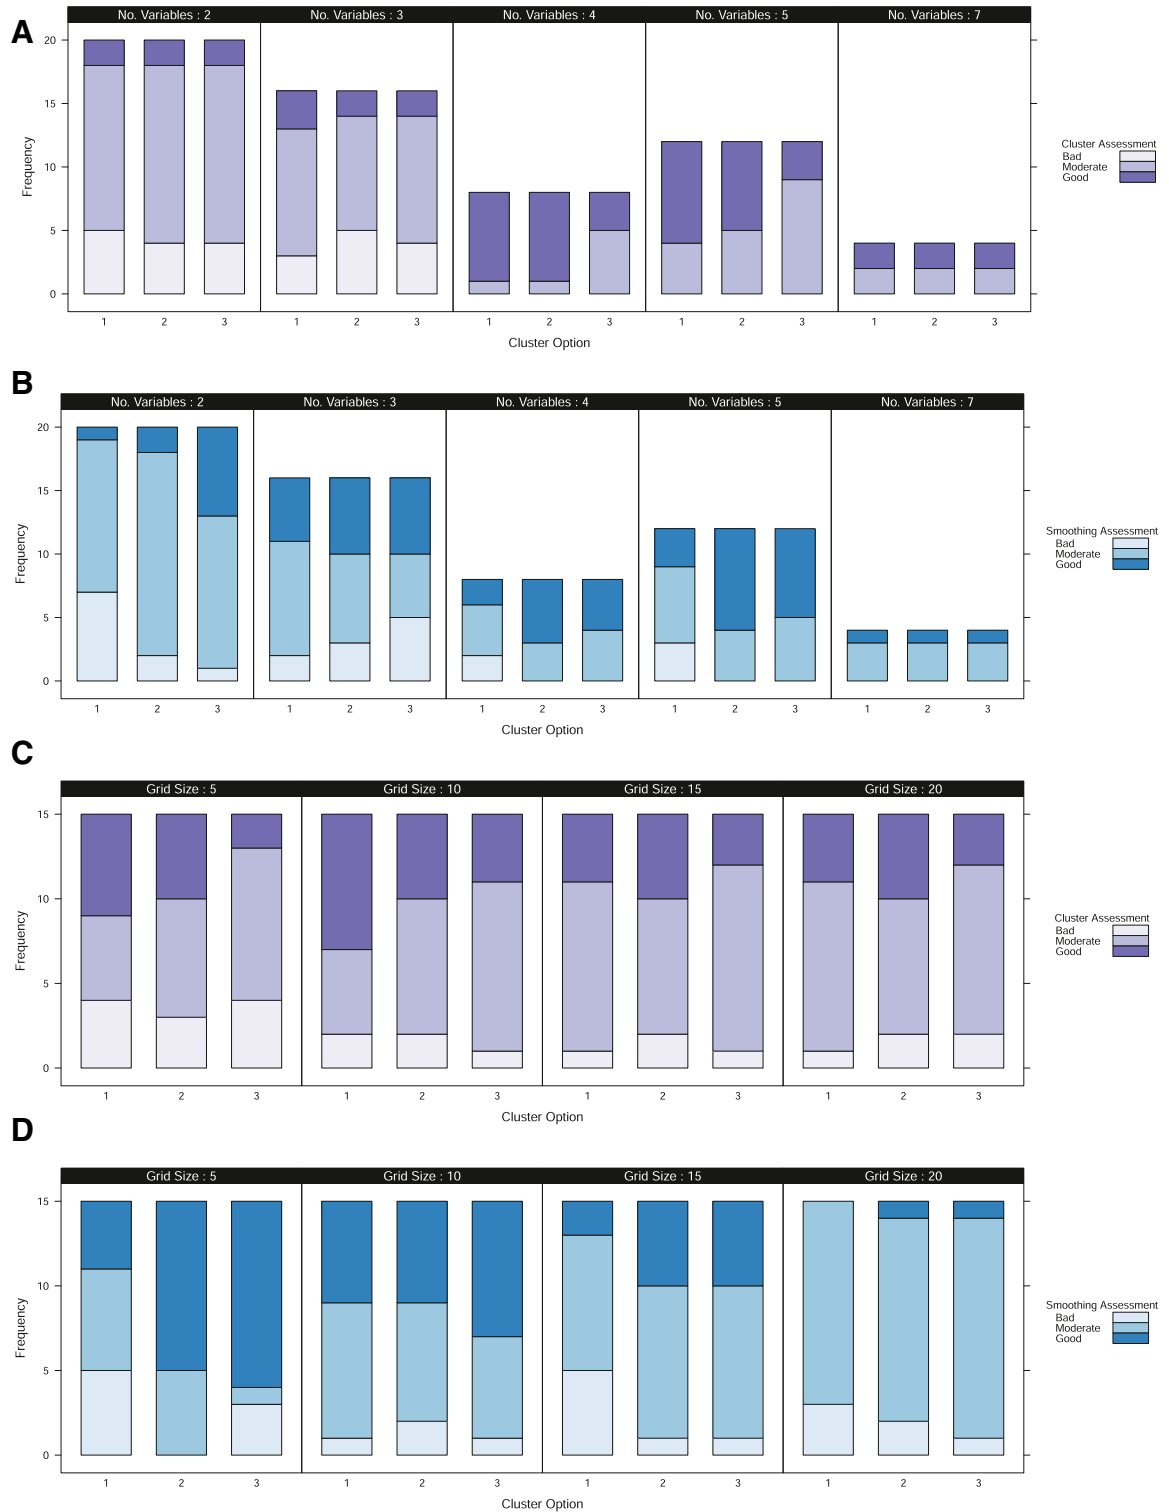 A
No. Variables : 2 No. Variables : 3 No. Variables : 4 No. Variables : 5 No. Variables : 7
20
15
10
5
0
Frequency
1 2 3 1 2 3 1 2 3 1 2 3 1 2 3
Cluster Option
Cluster Assessment
Bad
Moderate
Good
B
No. Variables : 2 No. Variables : 3 No. Variables : 4 No. Variables : 5 No. Variables : 7
20
15
10
5
0
Frequency
1 2 3 1 2 3 1 2 3 1 2 3 1 2 3
Cluster Option
Smoothing Assessment
Bad
Moderate
Good
C
Grid Size : 5 Grid Size : 10 Grid Size : 15 Grid Size : 20
15
10
5
0
Frequency
1 2 3 1 2 3 1 2 3 1 2 3
Cluster Option
Cluster Assessment
Bad
Moderate
Good
D
Grid Size : 5 Grid Size : 10 Grid Size : 15 Grid Size : 20
15
10
5
0
Frequency
1 2 3 1 2 3 1 2 3 1 2 3
Cluster Option
Smoothing Assessment
Bad
Moderate
Good